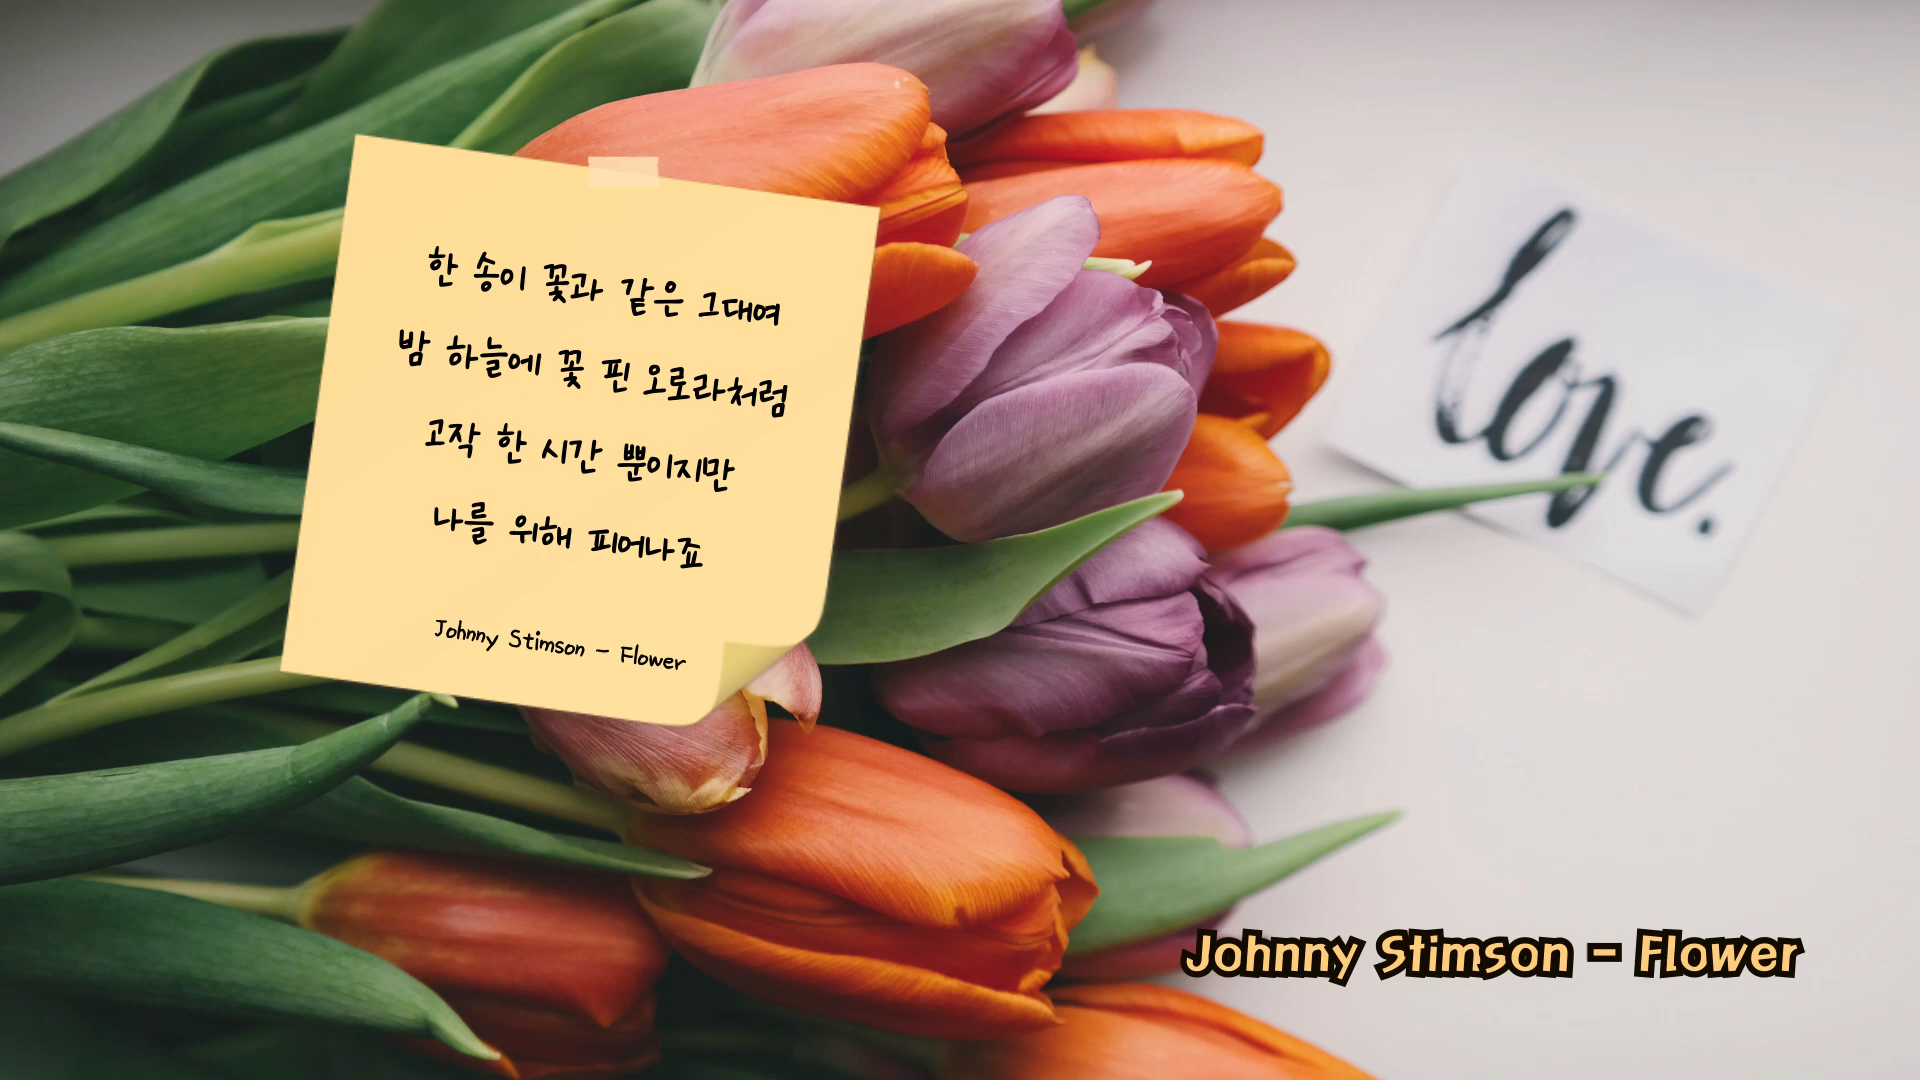 한 송이 꽃과 같은 그대여
밤 하늘에 꽃 핀 오로라처럼
고작 한 시간 뿐이지만
나를 위해 피어나죠
Johnny Stimson - Flower
love.
Johnny Stimson - Flower